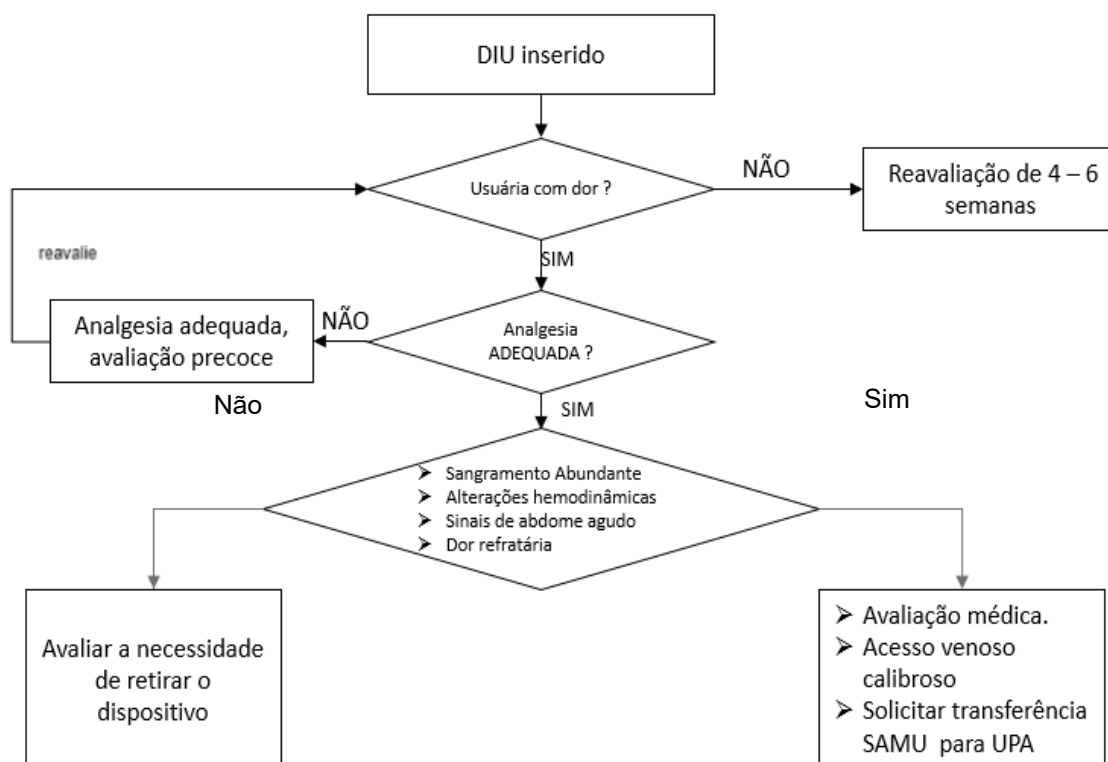 DIU inserido
Usuária com dor ?
NÃO
Reavaliação de 4 – 6
semanas
reavalie
SIM
Analgesia adequada,
avaliação precoce
NÃO
Analgesia
ADEQUADA ?
Não
SIM
Sim
➢ Sangramento Abundante
➢ Alterações hemodinâmicas
➢ Sinais de abdome agudo
➢ Dor refratária
Avaliar a necessidade
de retirar o
dispositivo
➢ Avaliação médica.
➢ Acesso venoso
calibroso
➢ Solicitar transferência
SAMU para UPA